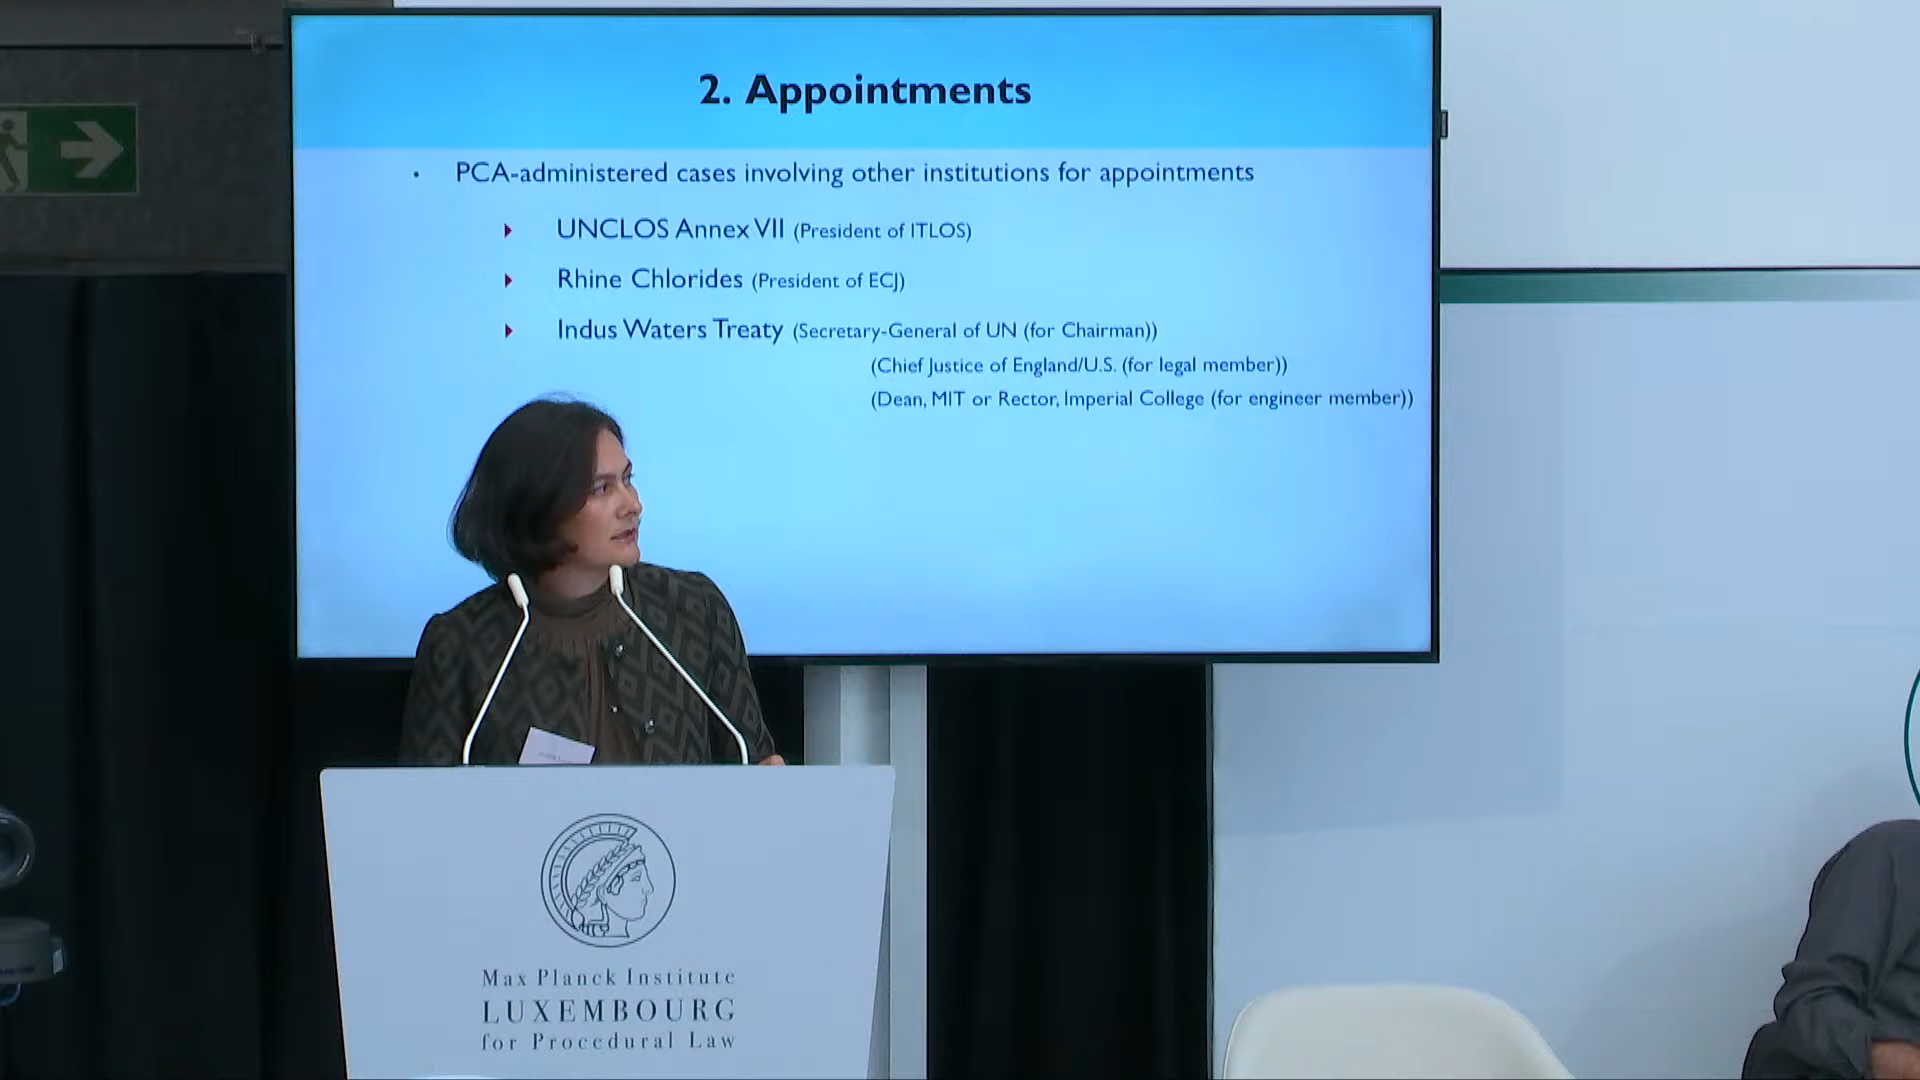 2. Appointments
• PCA-administered cases involving other institutions for appointments
UNCLOS Annex VII (President of ITLOS)
Rhine Chlorides (President of ECJ)
Indus Waters Treaty (Secretary-General of UN (for Chairman))
(Chief Justice of England/U.S. (for legal member))
(Dean, MIT or Rector, Imperial College (for engineer member))
Max Planck Institute
LUXEMBOURG
for Procedural Law